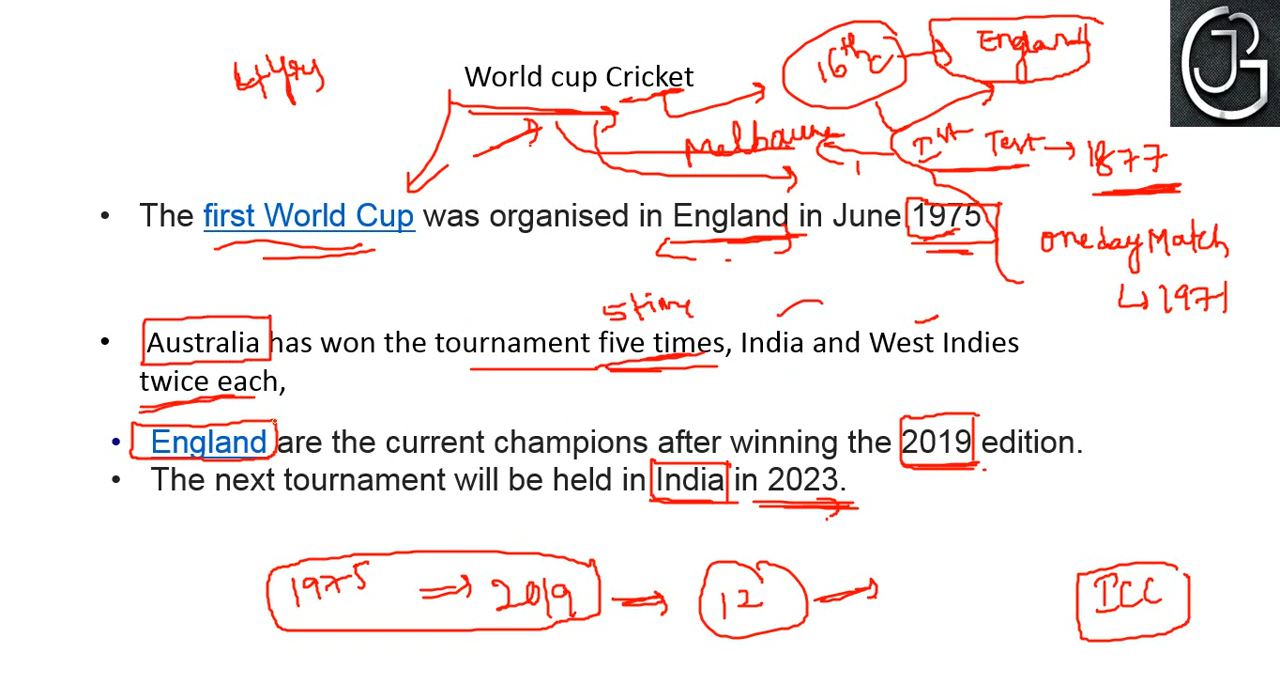 4 yrs
World cup Cricket
16th c
England
Melbourne
Ist Test → 1877
The first World Cup was organised in England in June 1975
one day Match
↳ 1971
5 time
• Australia has won the tournament five times, India and West Indies
twice each,
• England are the current champions after winning the 2019 edition.
• The next tournament will be held in India in 2023.
1975 ⇒ 2019 → 12 →
ICC